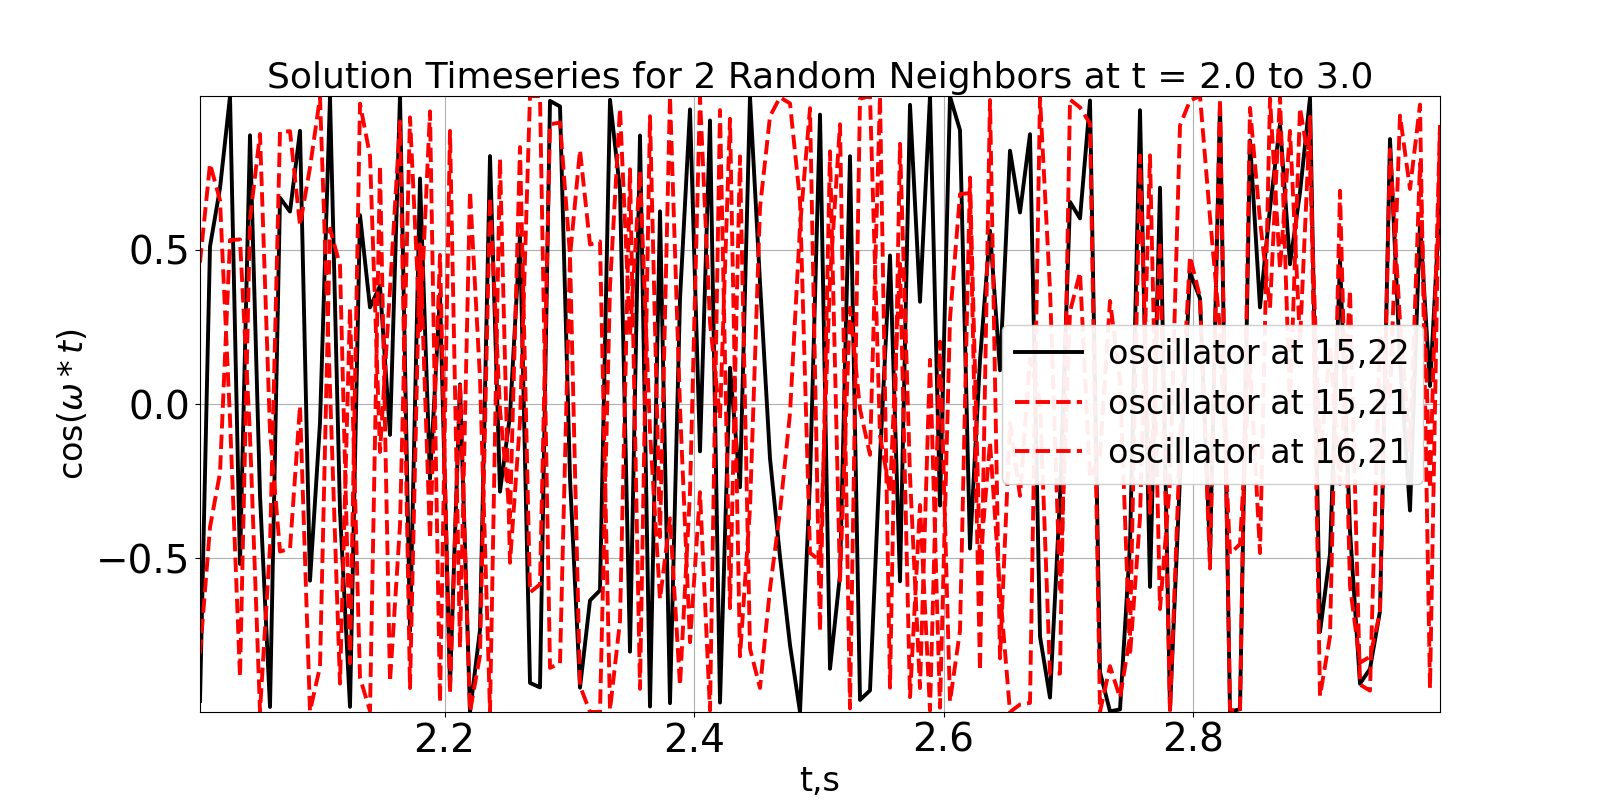 Solution Timeseries for 2 Random Neighbors at t = 2.0 to 3.0
cos(ω * t)
0.5
0.0
−0.5
oscillator at 15,22
oscillator at 15,21
oscillator at 16,21
2.2 2.4 2.6 2.8
t,s